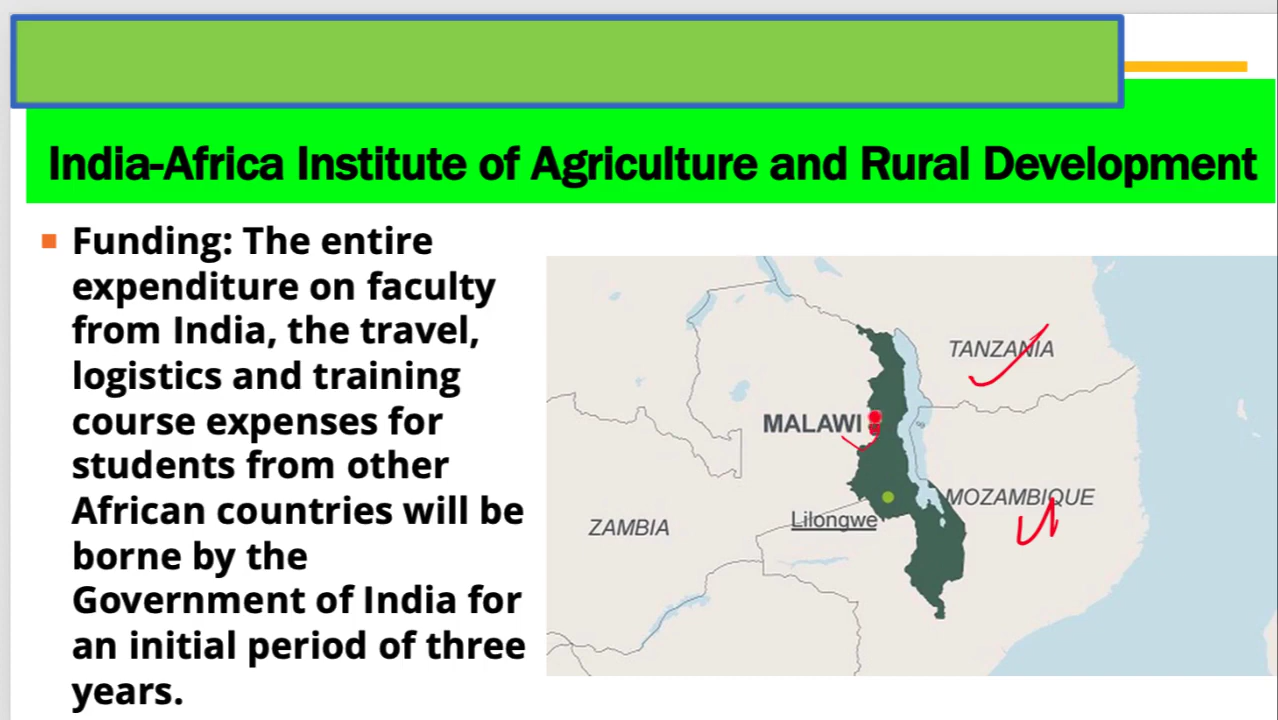 India-Africa Institute of Agriculture and Rural Development
Funding: The entire
expenditure on faculty
from India, the travel,
logistics and training
course expenses for
students from other
African countries will be
borne by the
Government of India for
an initial period of three
years.
TANZANIA
MALAWI
MOZAMBIQUE
Lilongwe
ZAMBIA